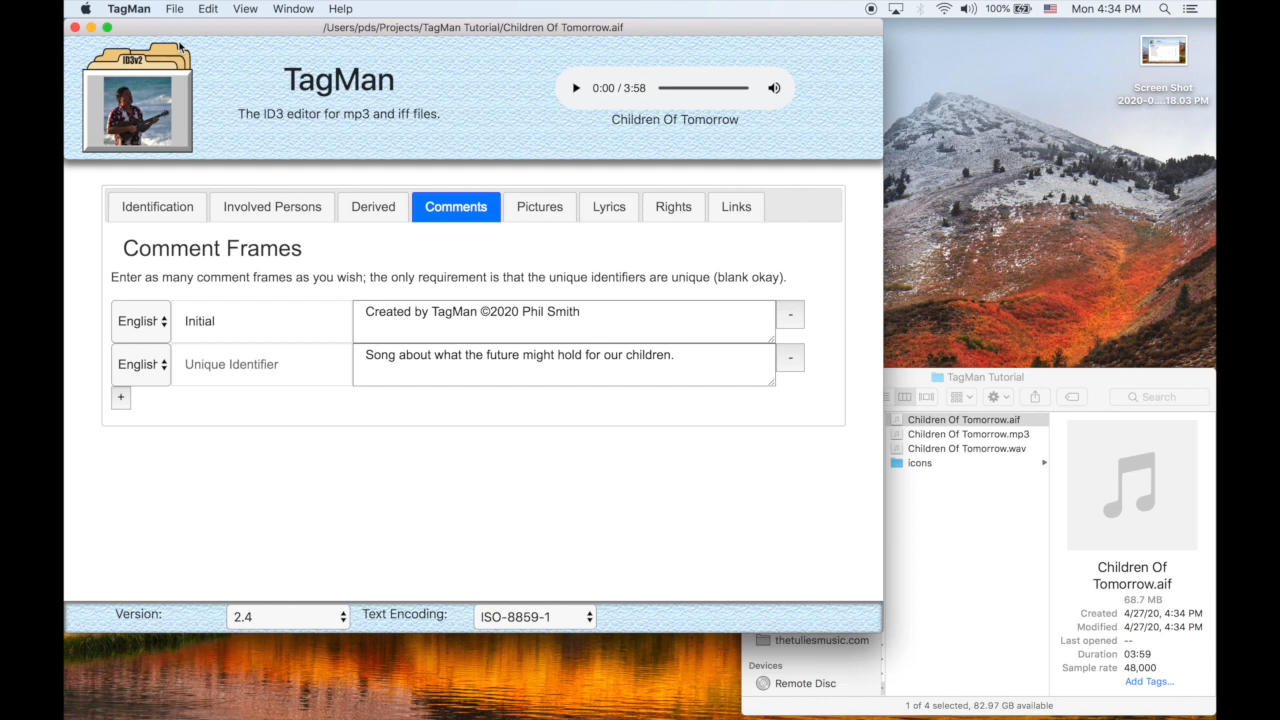 TagMan File Edit View Window Help 100% Mon 4:34 PM
/Users/pds/Projects/TagMan Tutorial/Children Of Tomorrow.aif
ID3v2
TagMan
The ID3 editor for mp3 and iff files.
0:00 / 3:58
Children Of Tomorrow
Screen Shot
2020-0....18.03 PM
Identification Involved Persons Derived Comments Pictures Lyrics Rights Links
Comment Frames
Enter as many comment frames as you wish; the only requirement is that the unique identifiers are unique (blank okay).
English Initial Created by TagMan ©2020 Phil Smith -
English Unique Identifier Song about what the future might hold for our children. -
+
Version: 2.4 Text Encoding: ISO-8859-1
TagMan Tutorial
Search
Children Of Tomorrow.aif
Children Of Tomorrow.mp3
Children Of Tomorrow.wav
icons
Children Of
Tomorrow.aif
68.7 MB
Created 4/27/20, 4:34 PM
Modified 4/27/20, 4:34 PM
Last opened --
Duration 03:59
Sample rate 48,000
Add Tags...
thetuliesmusic.com
Devices
Remote Disc
1 of 4 selected, 82.97 GB available